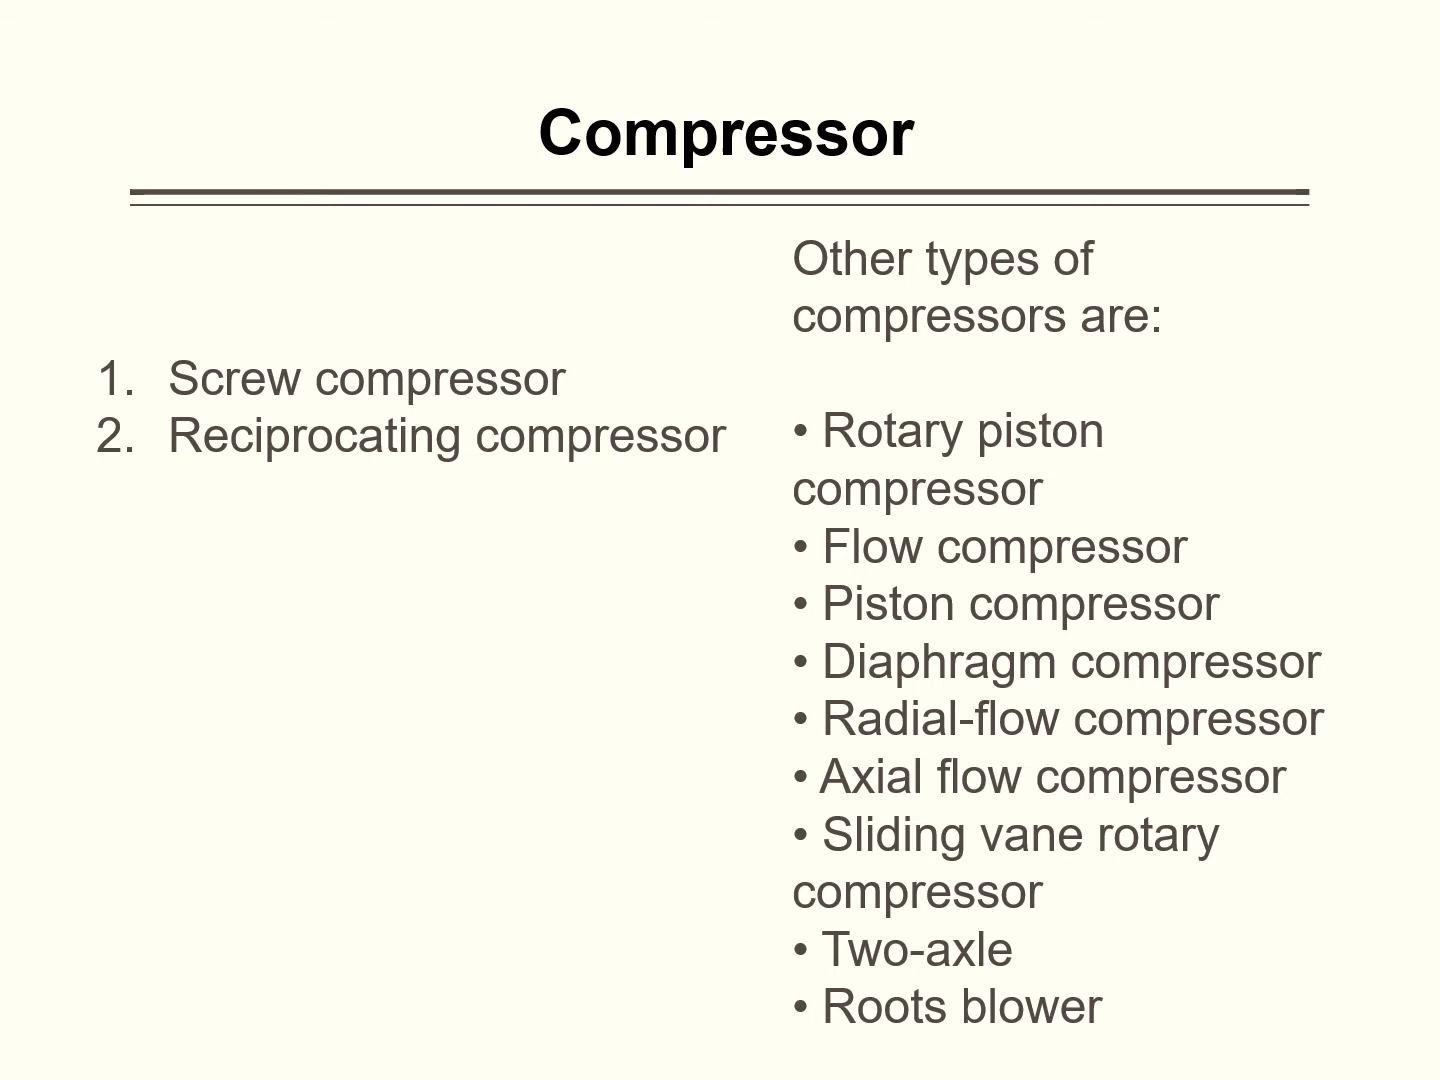 Compressor
1. Screw compressor
2. Reciprocating compressor
Other types of
compressors are:
• Rotary piston
compressor
• Flow compressor
• Piston compressor
• Diaphragm compressor
• Radial-flow compressor
• Axial flow compressor
• Sliding vane rotary
compressor
• Two-axle
• Roots blower